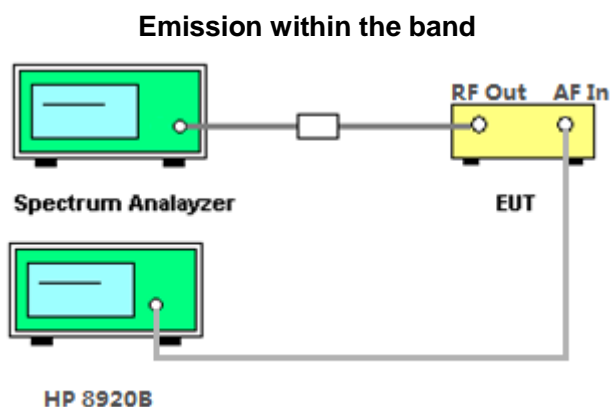 Emission within the band
RF Out AF In
Spectrum Analayzer
EUT
HP 8920B